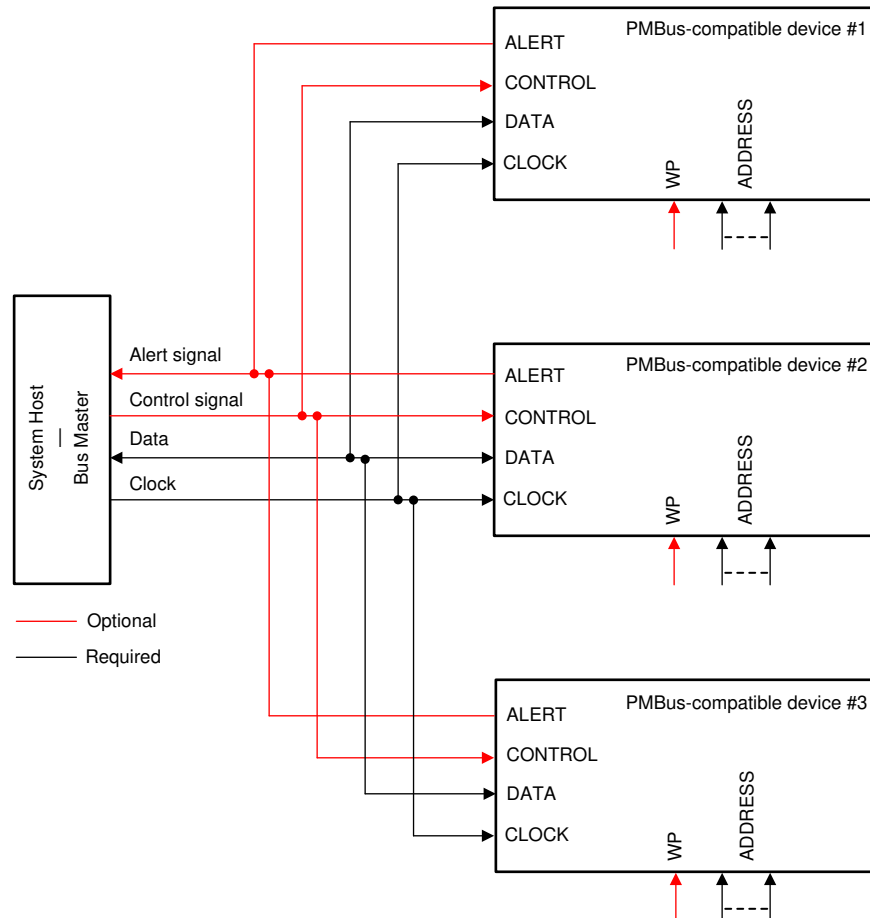 PMBus-compatible device #1
ALERT
CONTROL
DATA
CLOCK
WP
ADDRESS
System Host
—
Bus Master
Alert signal
Control signal
Data
Clock
PMBus-compatible device #2
ALERT
CONTROL
DATA
CLOCK
WP
ADDRESS
Optional
Required
PMBus-compatible device #3
ALERT
CONTROL
DATA
CLOCK
WP
ADDRESS